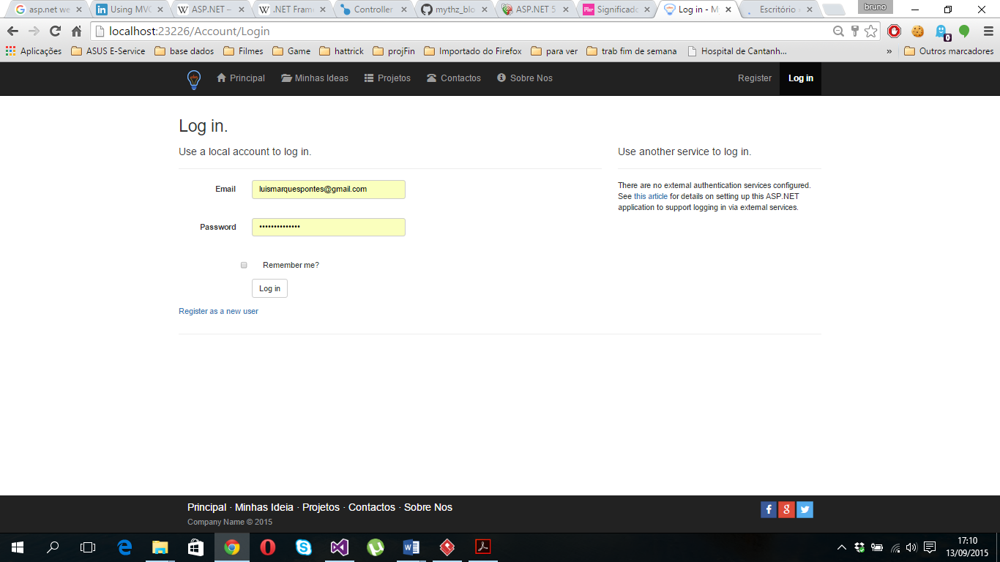 asp.net we
Using MVC
ASP.NET –
.NET Fram
Controller
mythz_blo
ASP.NET 5
Significado
Log in - M
Escritório
bruno
localhost:23226/Account/Login
Aplicações
ASUS E-Service
base dados
Filmes
Game
hattrick
projFin
Importado do Firefox
para ver
trab fim de semana
Hospital de Cantanh...
»
Outros marcadores
0
Principal
Minhas Ideas
Projetos
Contactos
Sobre Nos
Register
Log in
Log in.
Use a local account to log in.
Email
luismarquespontes@gmail.com
Password
••••••••••••••
Remember me?
Log in
Register as a new user
Use another service to log in.
There are no external authentication services configured.
See this article for details on setting up this ASP.NET
application to support logging in via external services.
Principal · Minhas Ideia · Projetos · Contactos · Sobre Nos
Company Name © 2015
17:10
13/09/2015